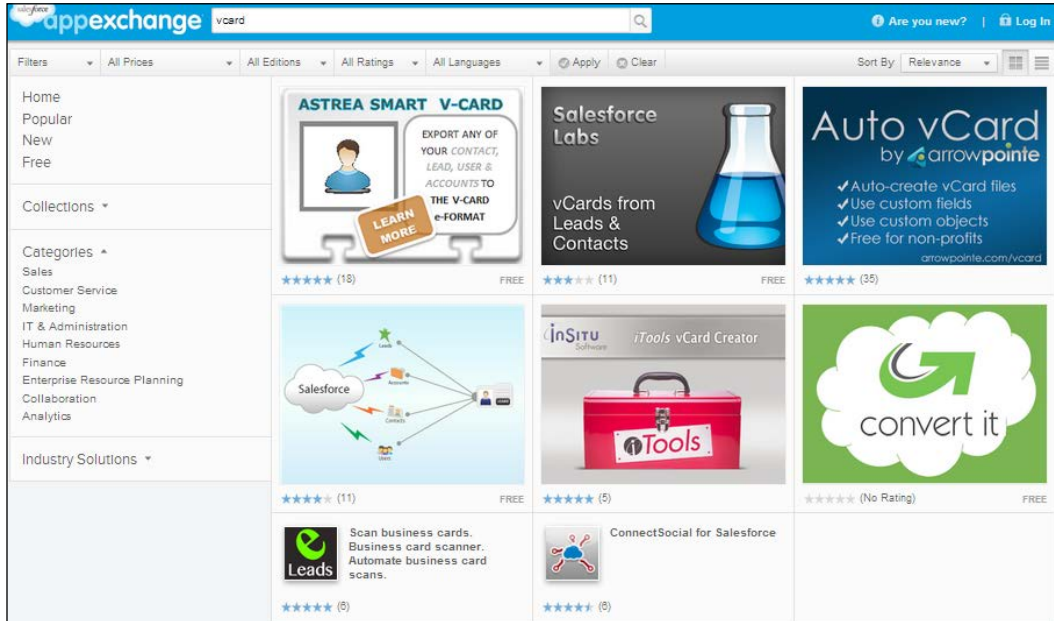 salesforce
appexchange
vcard
Are you new? | Log In
Filters All Prices All Editions All Ratings All Languages Apply Clear Sort By Relevance
Home
Popular
New
Free
Collections
Categories
Sales
Customer Service
Marketing
IT & Administration
Human Resources
Finance
Enterprise Resource Planning
Collaboration
Analytics
Industry Solutions
ASTREA SMART V-CARD
EXPORT ANY OF
YOUR CONTACT,
LEAD, USER &
ACCOUNTS TO
THE V-CARD
e-FORMAT
LEARN
MORE
(18) FREE
Salesforce
Labs
vCards from
Leads &
Contacts
(11) FREE
Auto vCard
by arrowpointe
Auto-create vCard files
Use custom fields
Use custom objects
Free for non-profits
arrowpointe.com/vcard
(35)
Salesforce
Leads
Accounts
Contacts
Users
(11) FREE
inSITU
Software
iTools vCard Creator
iTools
(5)
convert it
(No Rating) FREE
e
Leads
Scan business cards.
Business card scanner.
Automate business card
scans.
(6)
ConnectSocial for Salesforce
(6)